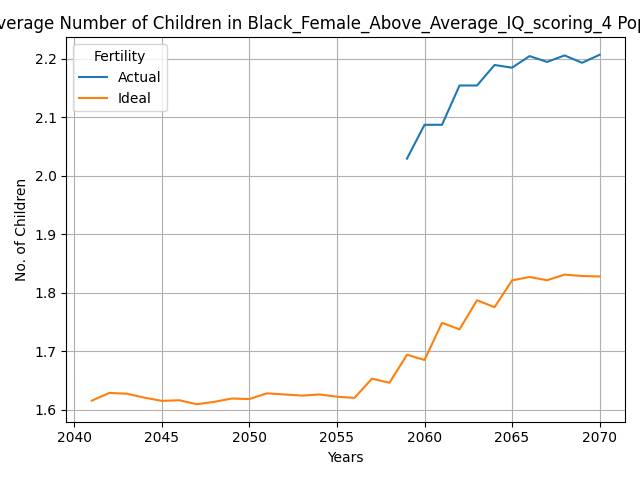 verage Number of Children in Black_Female_Above_Average_IQ_scoring_4 Pop
Fertility
Actual
Ideal
2.2
2.1
2.0
1.9
1.8
1.7
1.6
No. of Children
2040 2045 2050 2055 2060 2065 2070
Years